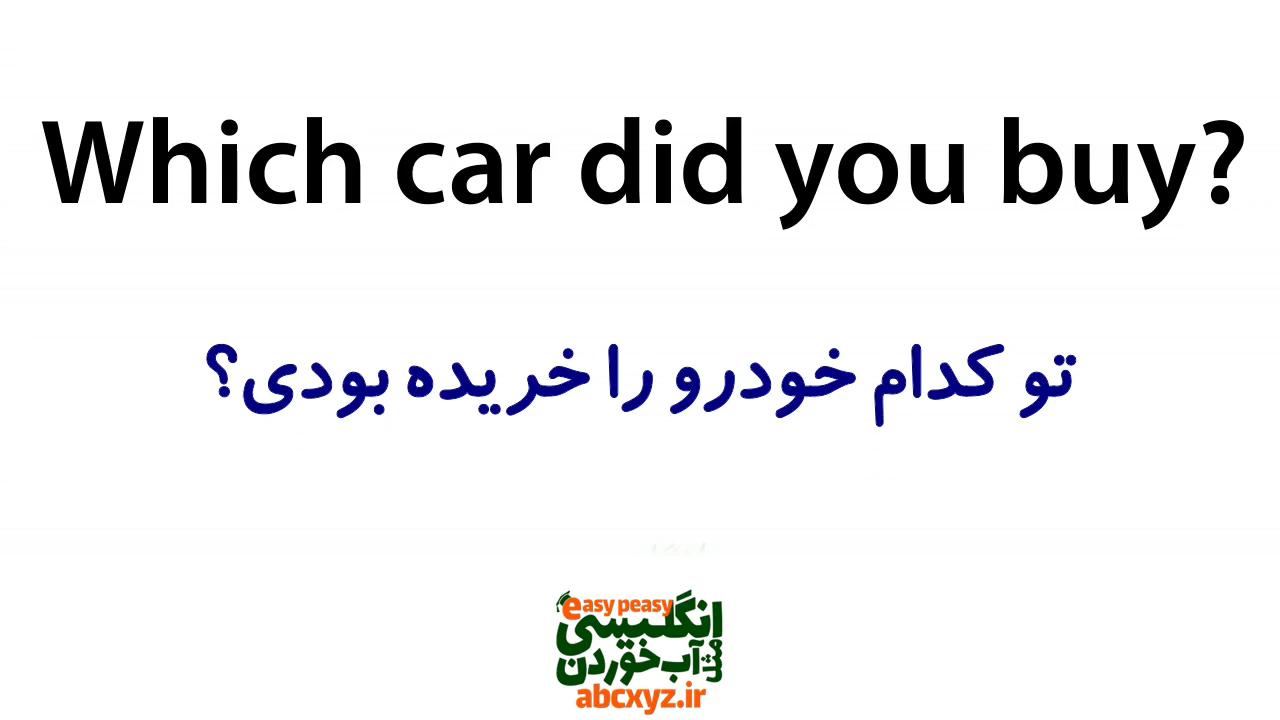 Which car did you buy?
تو کدام خودرو را خریده بودی؟
easy peasy
انگلیسی
مثل آب خوردن
abcxyz.ir